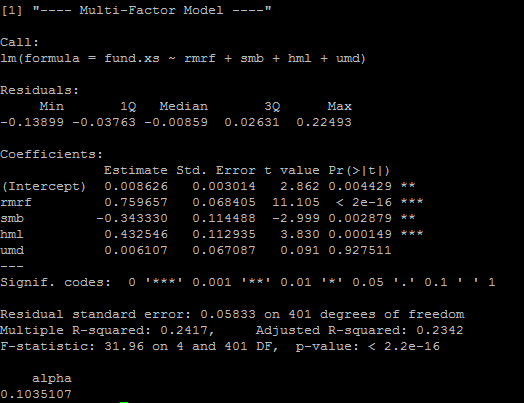 [1] "---- Multi-Factor Model ----"
Call:
lm(formula = fund.xs ~ rmrf + smb + hml + umd)
Residuals:
     Min       1Q   Median       3Q      Max
-0.13899 -0.03763 -0.00859  0.02631  0.22493
Coefficients:
             Estimate Std. Error t value Pr(>|t|)
(Intercept)  0.008626   0.003014   2.862 0.004429 **
rmrf         0.759657   0.068405  11.105  < 2e-16 ***
smb         -0.343330   0.114488  -2.999 0.002879 **
hml          0.432546   0.112935   3.830 0.000149 ***
umd          0.006107   0.067087   0.091 0.927511
---
Signif. codes:  0 '***' 0.001 '**' 0.01 '*' 0.05 '.' 0.1 ' ' 1
Residual standard error: 0.05833 on 401 degrees of freedom
Multiple R-squared: 0.2417,     Adjusted R-squared: 0.2342
F-statistic: 31.96 on 4 and 401 DF,  p-value: < 2.2e-16
    alpha
0.1035107